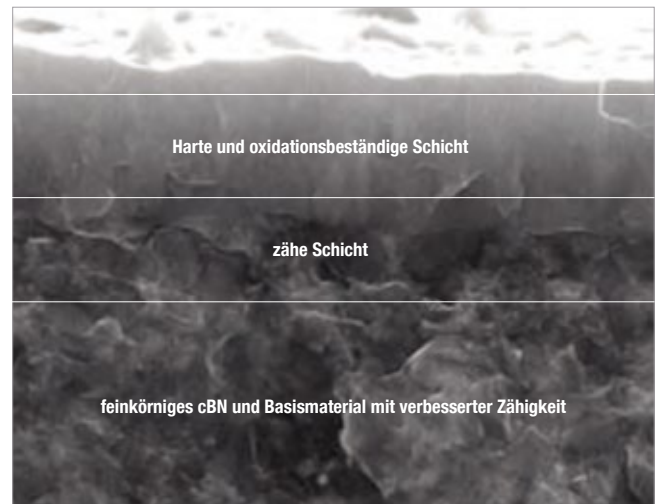 Harte und oxidationsbeständige Schicht
zähe Schicht
feinkörniges cBN und Basismaterial mit verbesserter Zähigkeit